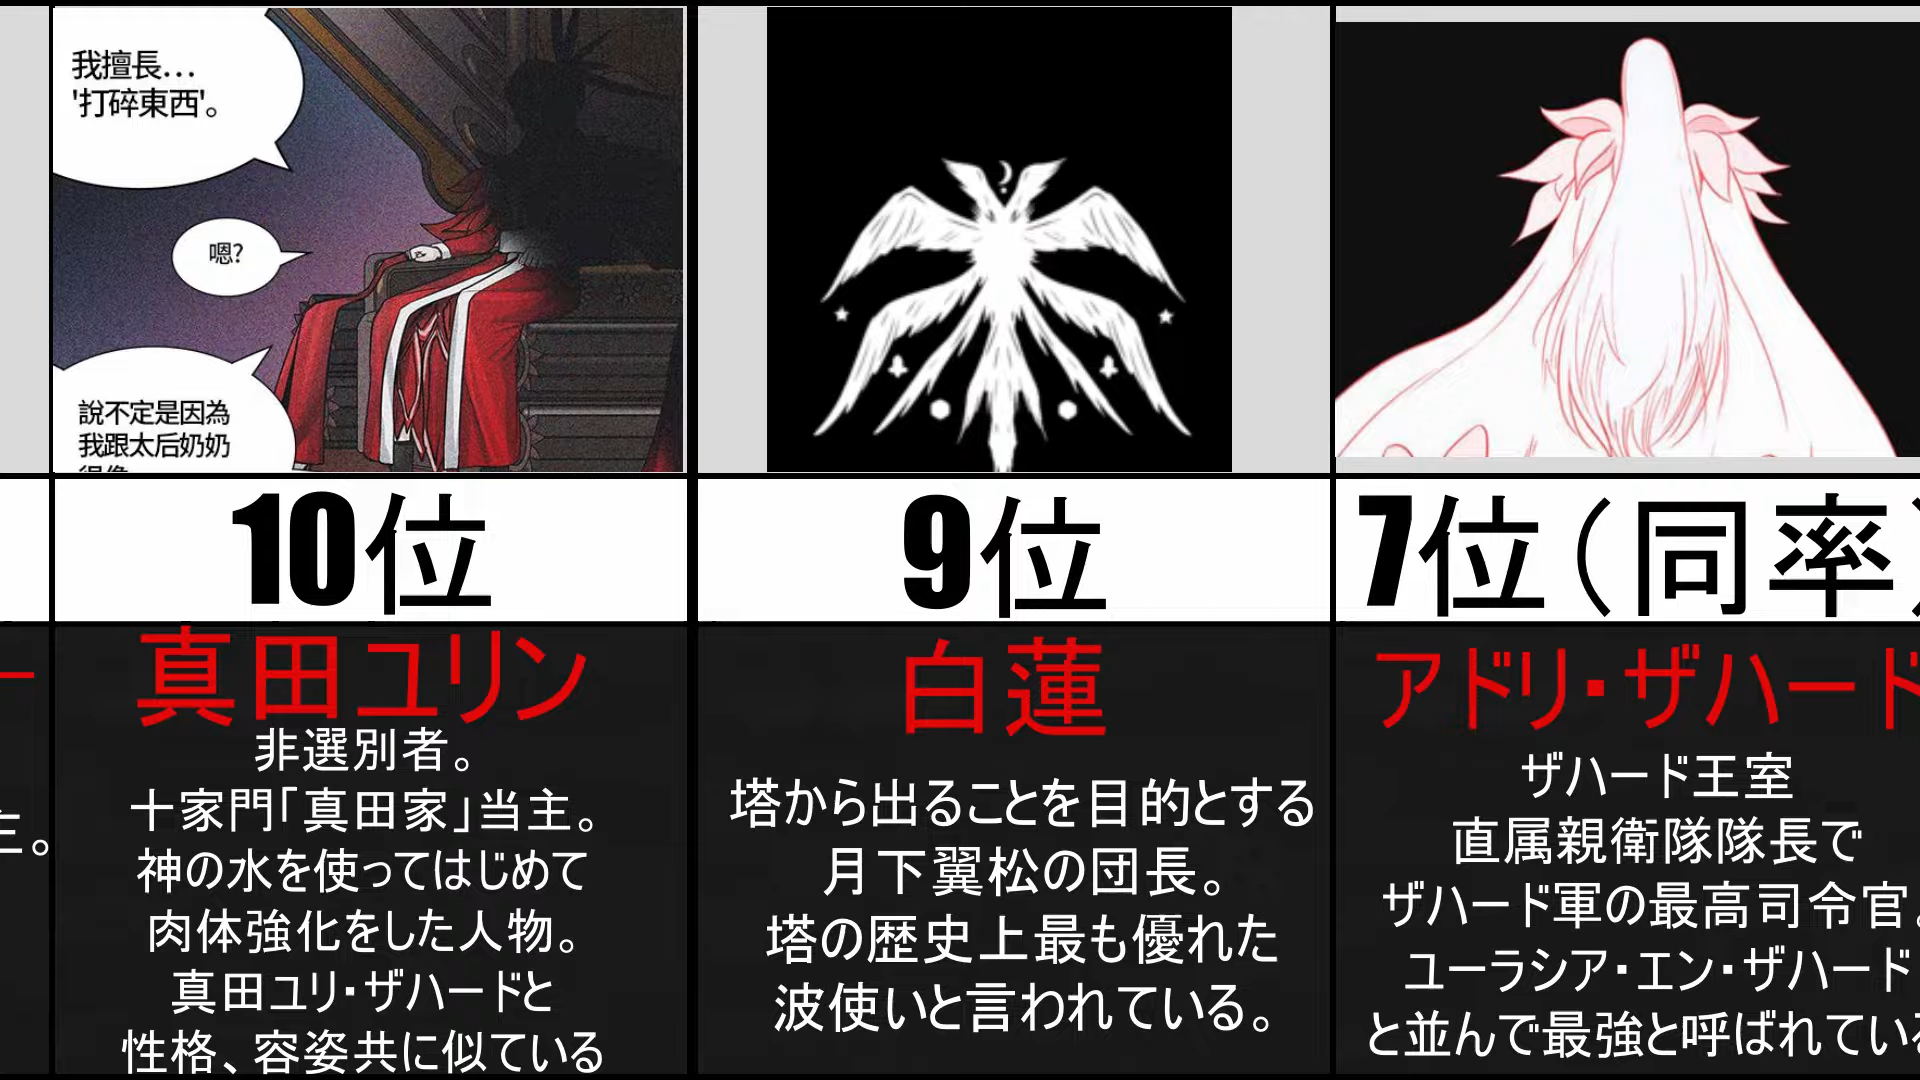 我擅長...
'打碎東西'。
嗯?
說不定是因為
我跟太后奶奶
10位
真田ユリン
非選別者。
十家門「真田家」当主。
神の水を使ってはじめて
肉体強化をした人物。
真田ユリ・ザハードと
性格、容姿共に似ている
9位
白蓮
塔から出ることを目的とする
月下翼松の団長。
塔の歴史上最も優れた
波使いと言われている。
7位(同率)
アドリ・ザハード
ザハード王室
直属親衛隊隊長で
ザハード軍の最高司令官。
ユーラシア・エン・ザハード
と並んで最強と呼ばれてい
ー
主。